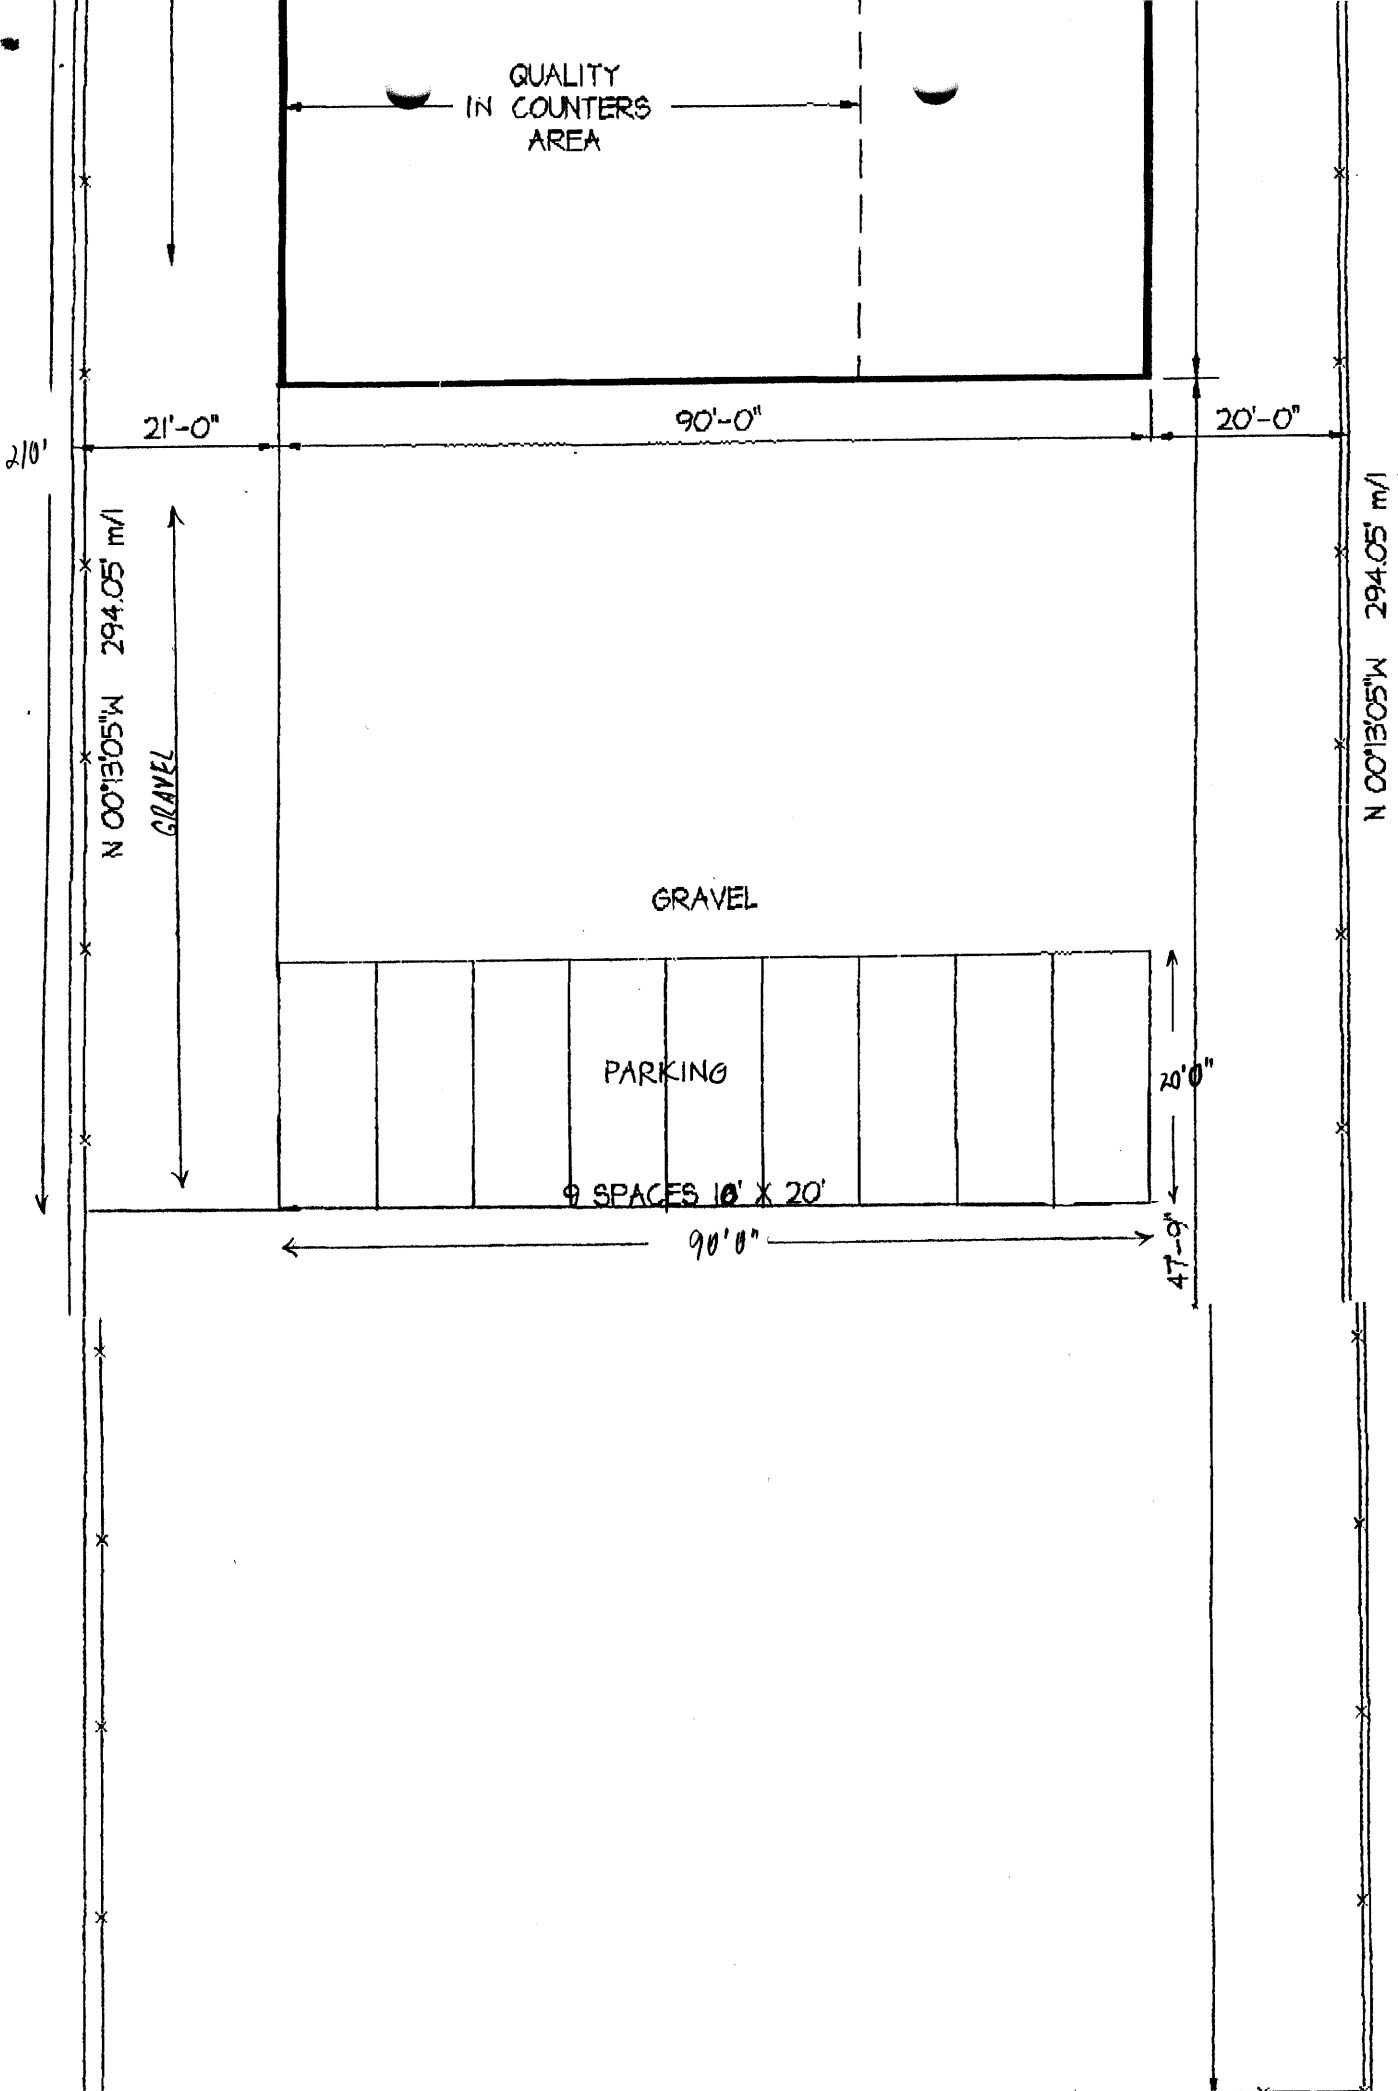 QUALITY
IN COUNTERS
AREA
21'-0"
90'-0"
20'-0"
210'
N 00°13'05"W 294.05' m/l
GRAVEL
N 00°13'05"W 294.05' m/l
GRAVEL
PARKING
20'0"
9 SPACES 10' X 20'
90'0"
47'-9"